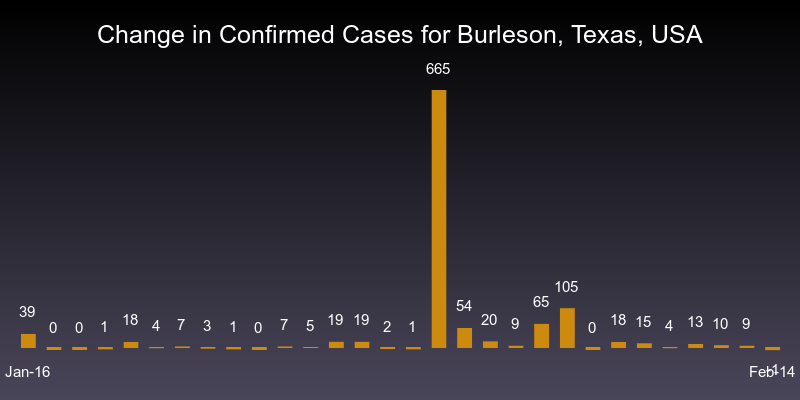 Change in Confirmed Cases for Burleson, Texas, USA
665
39 0 0 1 18 4 7 3 1 0 7 5 19 19 2 1 54 20 9 65 105 0 18 15 4 13 10 9
Jan-16 Feb-14